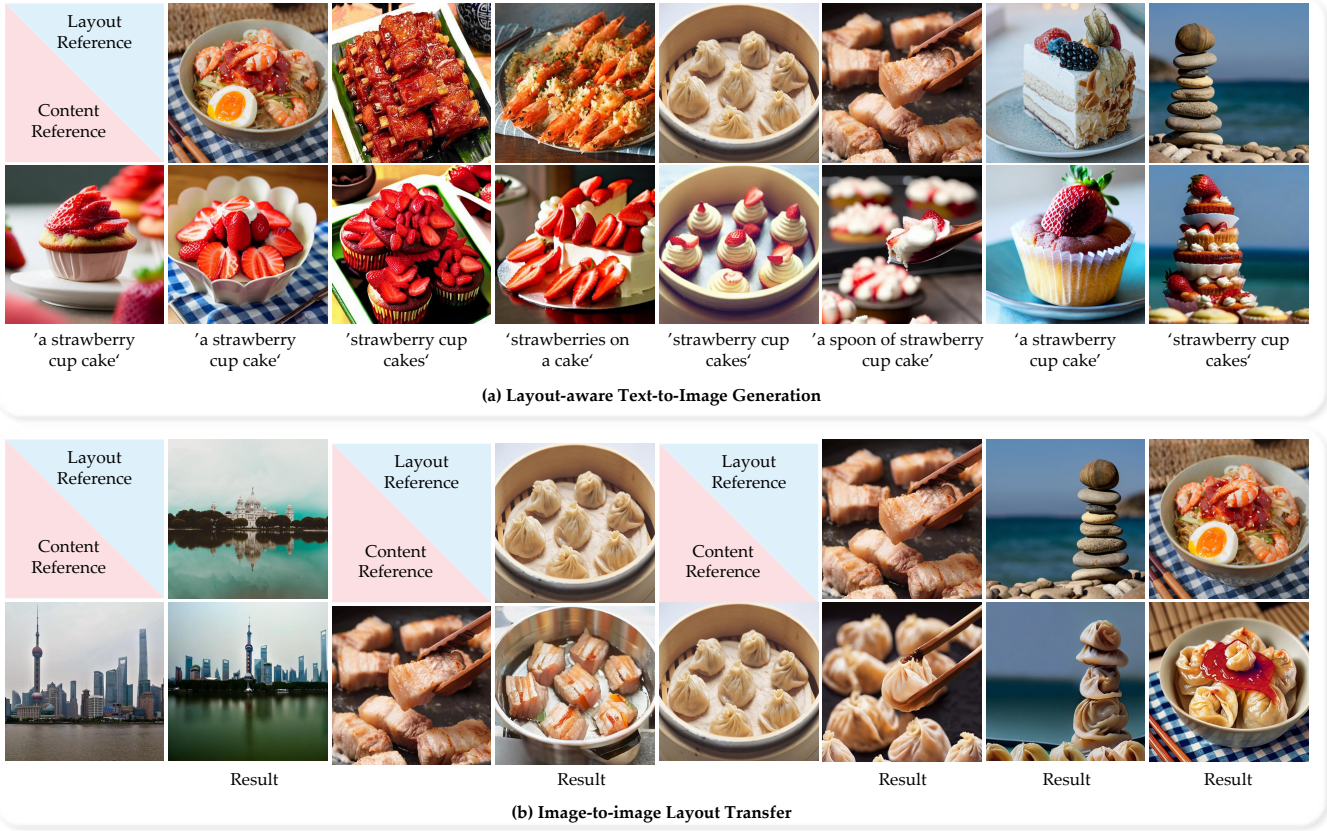 Layout
Reference
Content
Reference
’a strawberry
cup cake‘
’a strawberry
cup cake‘
’strawberry cup
cakes‘
‘strawberries on
a cake‘
‘strawberry cup
cakes‘
’a spoon of strawberry
cup cake’
‘a strawberry
cup cake’
‘strawberry cup
cakes‘
(a) Layout-aware Text-to-Image Generation
Layout
Reference
Content
Reference
Layout
Reference
Content
Reference
Layout
Reference
Content
Reference
Result
Result
Result
Result
Result
(b) Image-to-image Layout Transfer